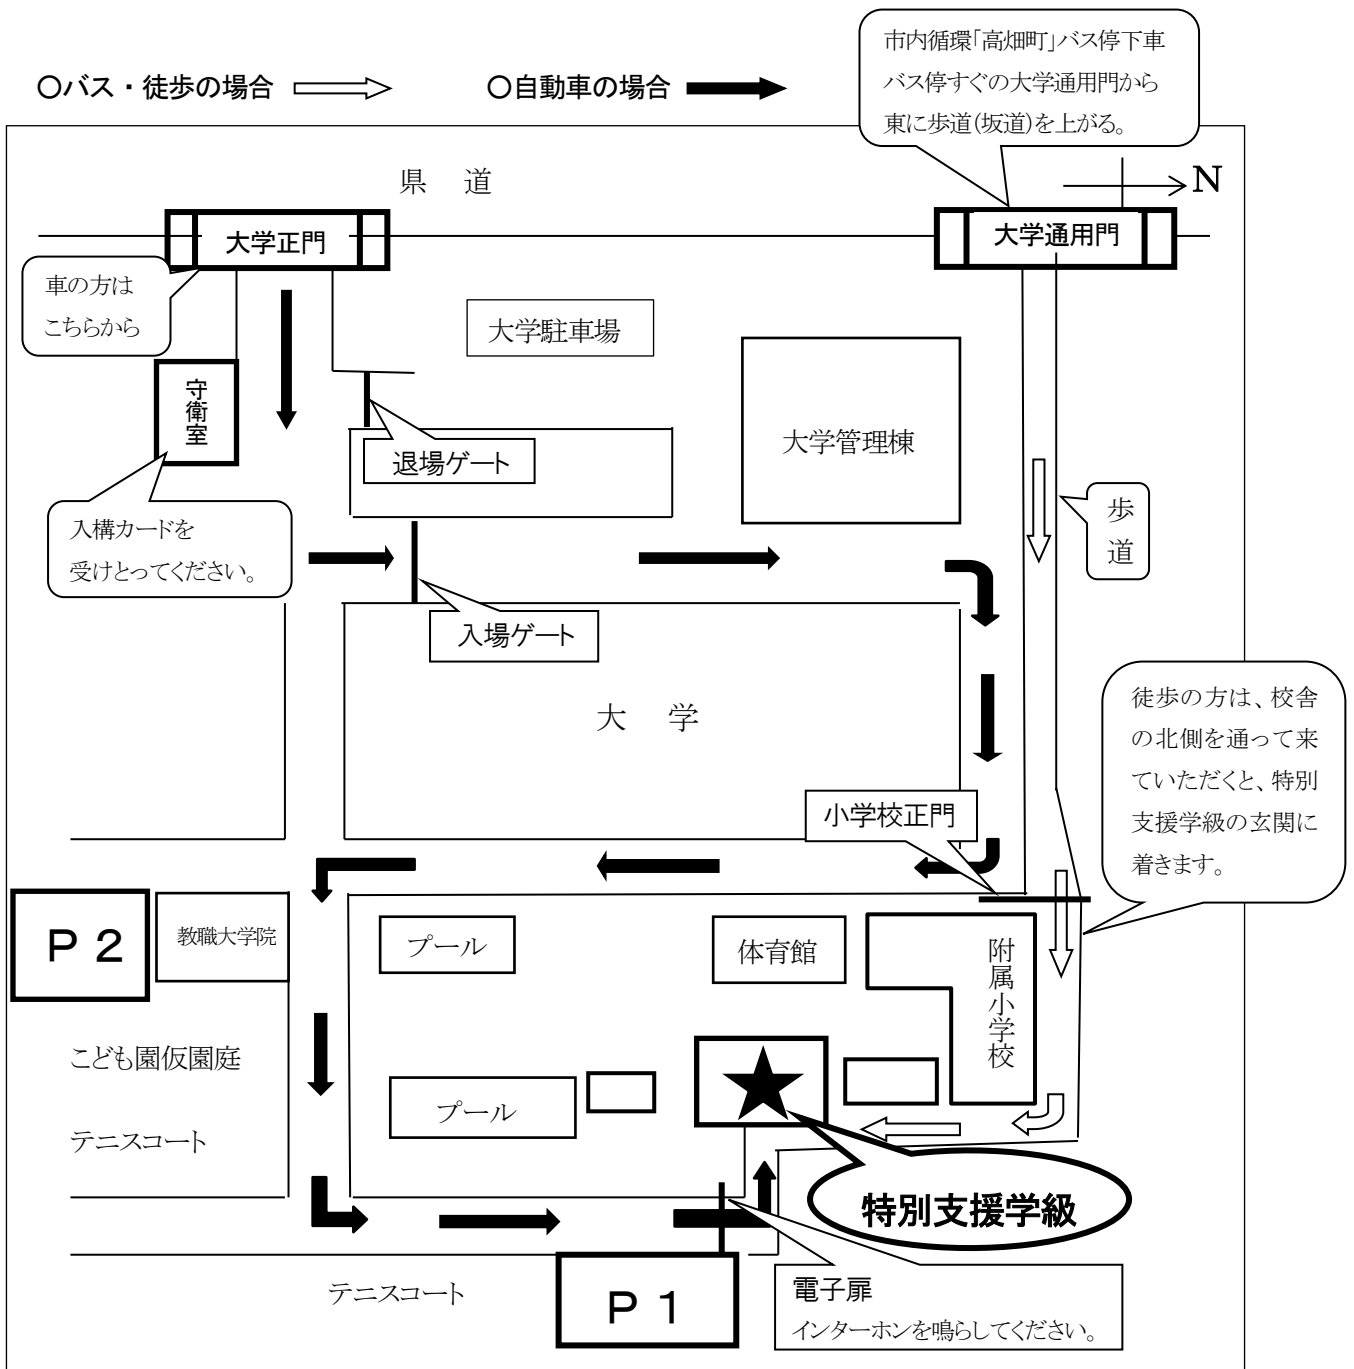 市内循環「高畑町」バス停下車
バス停すぐの大学通用門から
東に歩道(坂道)を上がる。
○バス・徒歩の場合
○自動車の場合
県 道
N
大学正門
大学通用門
車の方は
こちらから
大学駐車場
守衛室
退場ゲート
大学管理棟
歩道
入構カードを
受けとってください。
入場ゲート
大 学
徒歩の方は、校舎
の北側を通って来
ていただくと、特別
支援学級の玄関に
着きます。
小学校正門
P 2
教職大学院
プール
体育館
附属小学校
こども園仮園庭
プール
テニスコート
特別支援学級
テニスコート
P 1
電子扉
インターホンを鳴らしてください。